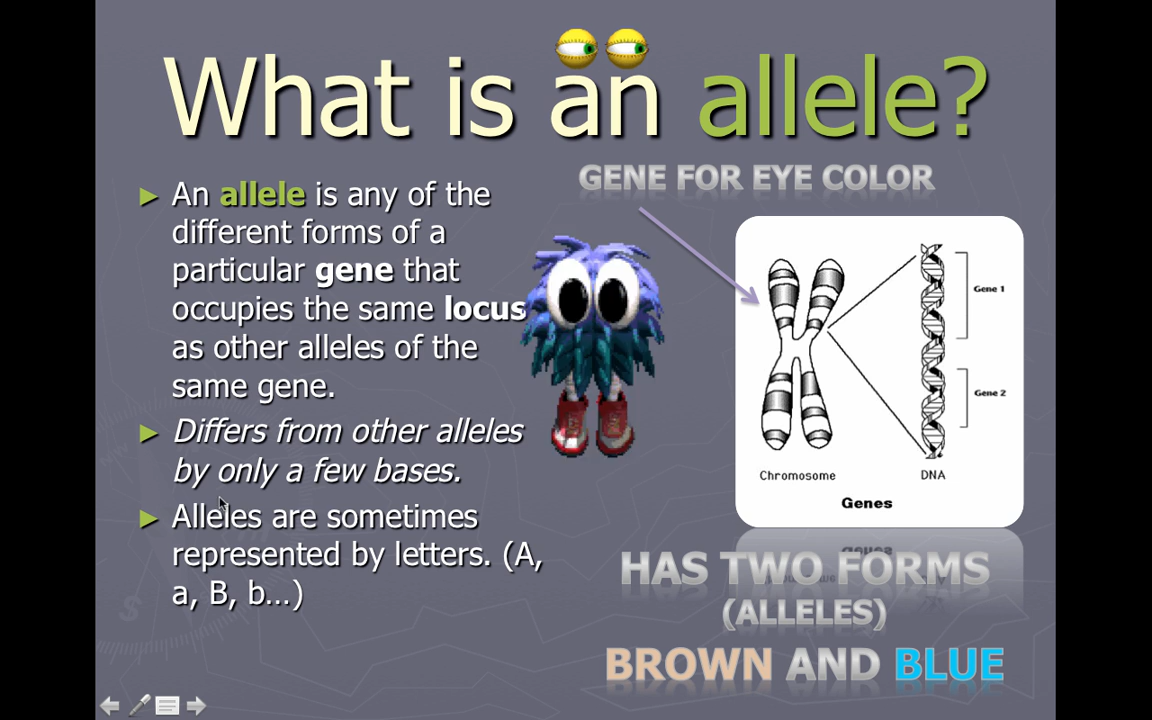 What is an allele?
GENE FOR EYE COLOR
► An allele is any of the
different forms of a
particular gene that
occupies the same locus
as other alleles of the
same gene.
► Differs from other alleles
by only a few bases.
► Alleles are sometimes
represented by letters. (A,
a, B, b…)
Gene 1
Gene 2
Chromosome DNA
Genes
HAS TWO FORMS
(ALLELES)
BROWN AND BLUE